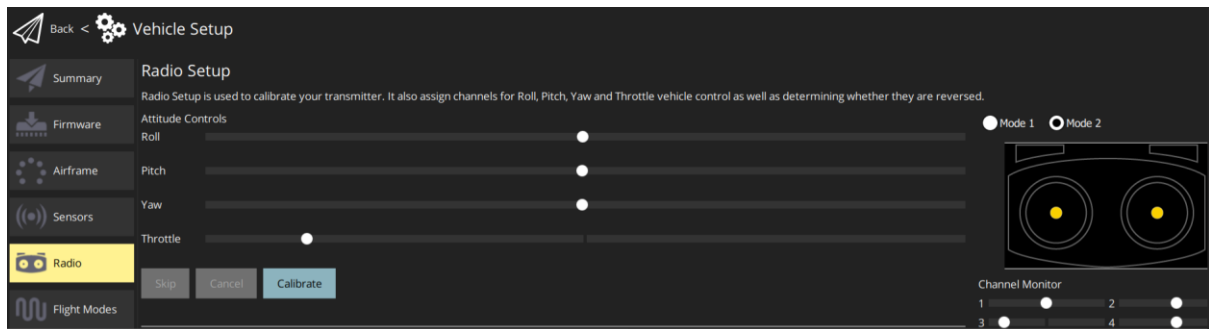 Back < Vehicle Setup
Summary
Firmware
Airframe
Sensors
Radio
Flight Modes
Radio Setup
Radio Setup is used to calibrate your transmitter. It also assign channels for Roll, Pitch, Yaw and Throttle vehicle control as well as determining whether they are reversed.
Attitude Controls
Roll
Pitch
Yaw
Throttle
Skip Cancel Calibrate
Mode 1 Mode 2
Channel Monitor
1 2
3 4